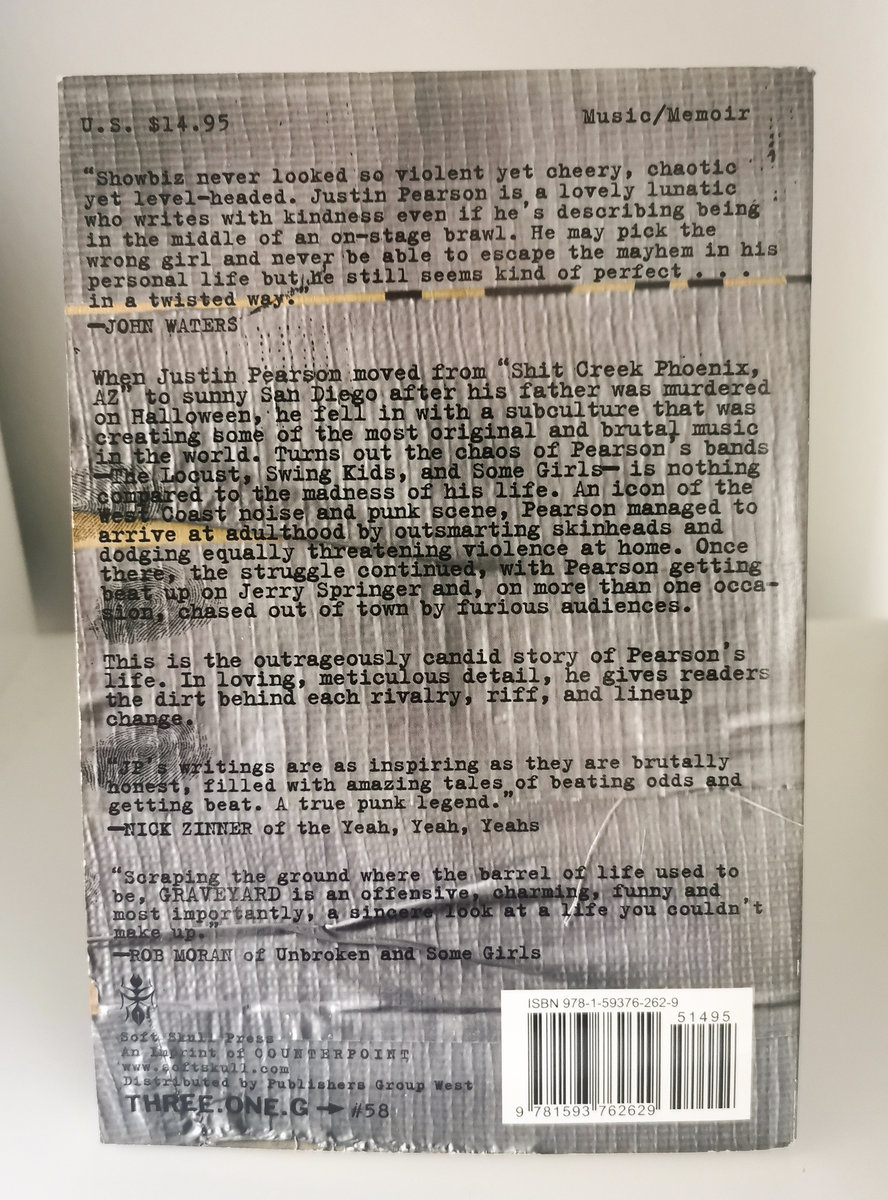 U.S. $14.95
Music/Memoir
“Showbiz never looked so violent yet cheery, chaotic
yet level-headed. Justin Pearson is a lovely lunatic
who writes with kindness even if he's describing being
in the middle of an on-stage brawl. He may pick the
wrong girl and never be able to escape the mayhem in his
personal life but he still seems kind of perfect . . .
in a twisted way.”
—JOHN WATERS
When Justin Pearson moved from “Shit Creek Phoenix,
AZ” to sunny San Diego after his father was murdered
on Halloween, he fell in with a subculture that was
creating some of the most original and brutal music
in the world. Turns out the chaos of Pearson's bands
—The Locust, Swing Kids, and Some Girls— is nothing
compared to the madness of his life. An icon of the
West Coast noise and punk scene, Pearson managed to
arrive at adulthood by outsmarting skinheads and
dodging equally threatening violence at home. Once
there, the struggle continued, with Pearson getting
beat up on Jerry Springer and, on more than one occa-
sion, chased out of town by furious audiences.
This is the outrageously candid story of Pearson's
life. In loving, meticulous detail, he gives readers
the dirt behind each rivalry, riff, and lineup
change.
“JP's writings are as inspiring as they are brutally
honest, filled with amazing tales of beating odds and
getting beat. A true punk legend.”
—NICK ZINNER of the Yeah, Yeah, Yeahs
“Scraping the ground where the barrel of life used to
be, GRAVEYARD is an offensive, charming, funny and
most importantly, a sincere look at a life you couldn't
make up.”
—ROB MORAN of Unbroken and Some Girls
Soft Skull Press
An Imprint of COUNTERPOINT
www.softskull.com
Distributed by Publishers Group West
THREE.ONE.G → #58
ISBN 978-1-59376-262-9
51495
9 781593 762629